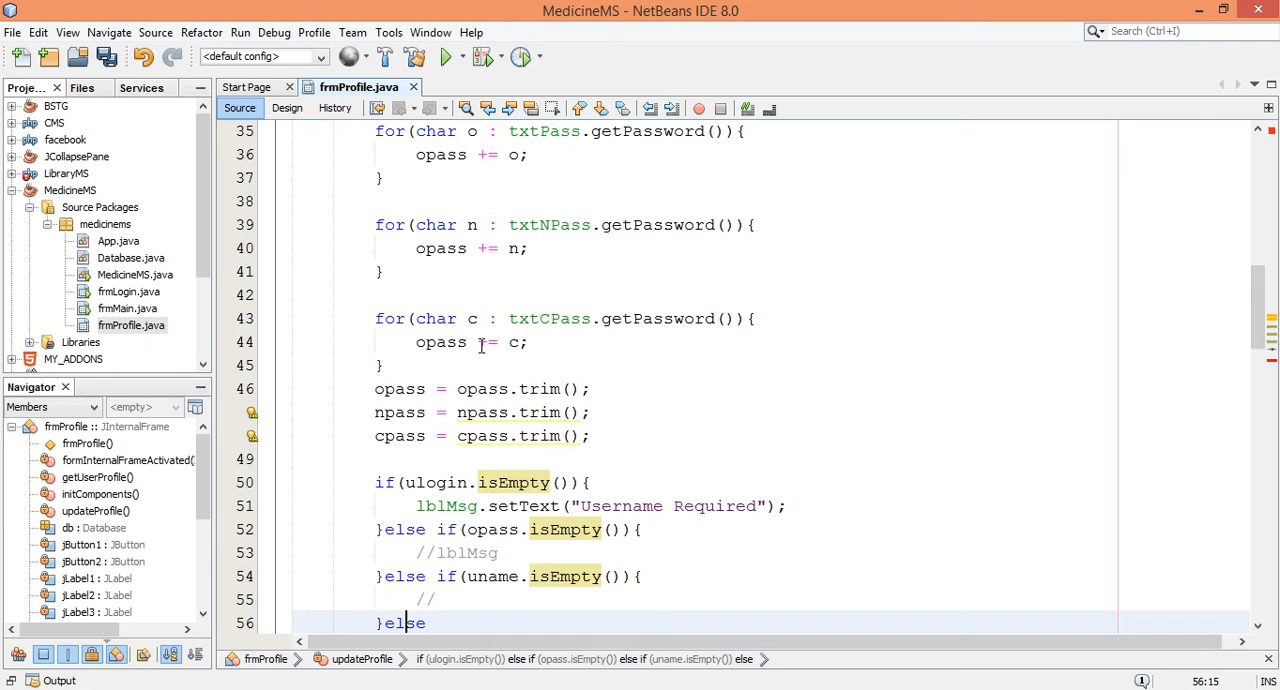 MedicineMS - NetBeans IDE 8.0
File Edit View Navigate Source Refactor Run Debug Profile Team Tools Window Help
Search (Ctrl+I)
<default config>
Proje... Files Services
Start Page frmProfile.java
Source Design History
BSTG
CMS
facebook
JCollapsePane
LibraryMS
MedicineMS
Source Packages
medicinems
App.java
Database.java
MedicineMS.java
frmLogin.java
frmMain.java
frmProfile.java
Libraries
MY_ADDONS
Navigator
Members <empty>
frmProfile :: JInternalFrame
frmProfile()
formInternalFrameActivated(
getUserProfile()
initComponents()
updateProfile()
db : Database
jButton1 : JButton
jButton2 : JButton
jLabel1 : JLabel
jLabel2 : JLabel
jLabel3 : JLabel
35 for(char o : txtPass.getPassword()){
36 opass += o;
37 }
38
39 for(char n : txtNPass.getPassword()){
40 opass += n;
41 }
42
43 for(char c : txtCPass.getPassword()){
44 opass += c;
45 }
46 opass = opass.trim();
npass = npass.trim();
cpass = cpass.trim();
49
50 if(ulogin.isEmpty()){
51 lblMsg.setText("Username Required");
52 }else if(opass.isEmpty()){
53 //lblMsg
54 }else if(uname.isEmpty()){
55 //
56 }else
frmProfile updateProfile if (ulogin.isEmpty()) else if (opass.isEmpty()) else if (uname.isEmpty()) else
Output
1 56:15 INS